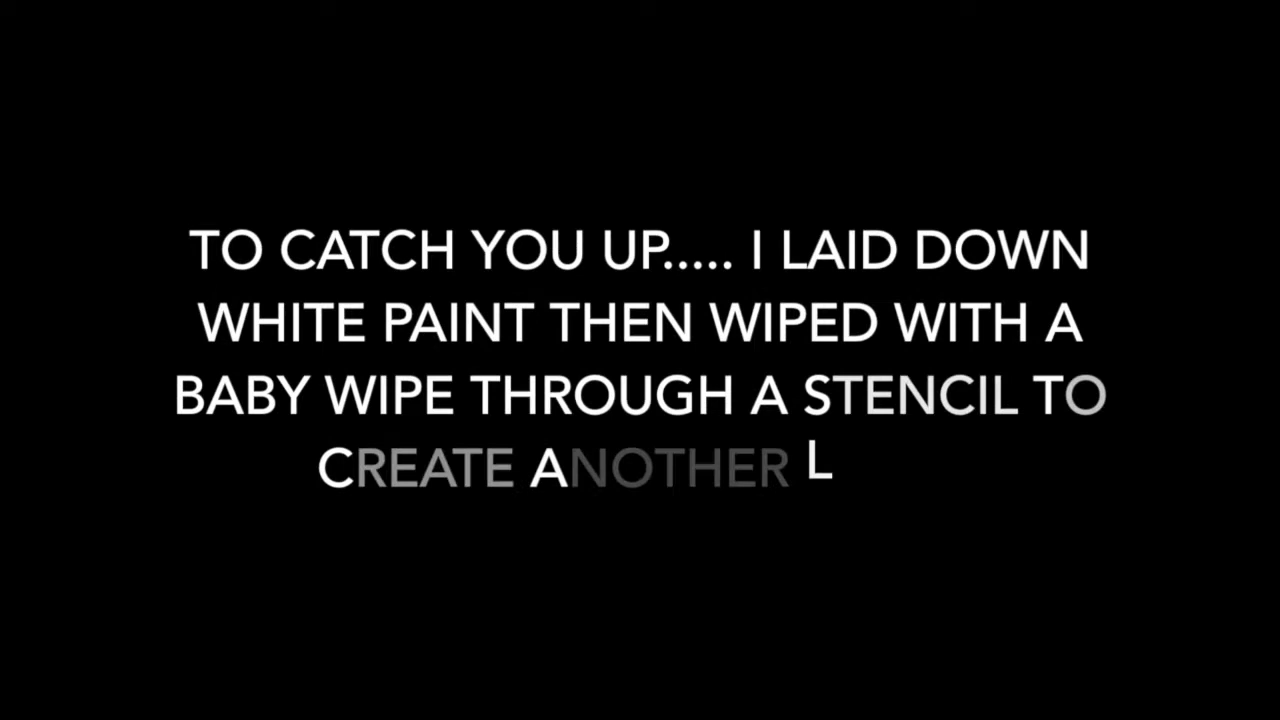 TO CATCH YOU UP..... I LAID DOWN
WHITE PAINT THEN WIPED WITH A
BABY WIPE THROUGH A STENCIL TO
CREATE ANOTHER L